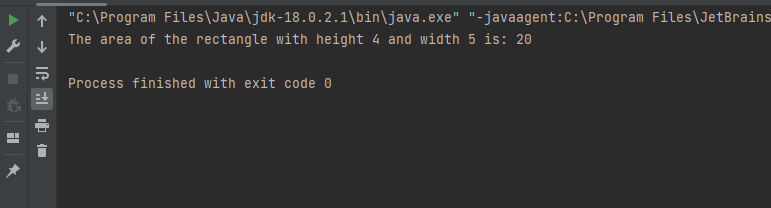 "C:\Program Files\Java\jdk-18.0.2.1\bin\java.exe" "-javaagent:C:\Program Files\JetBrains
The area of the rectangle with height 4 and width 5 is: 20
Process finished with exit code 0